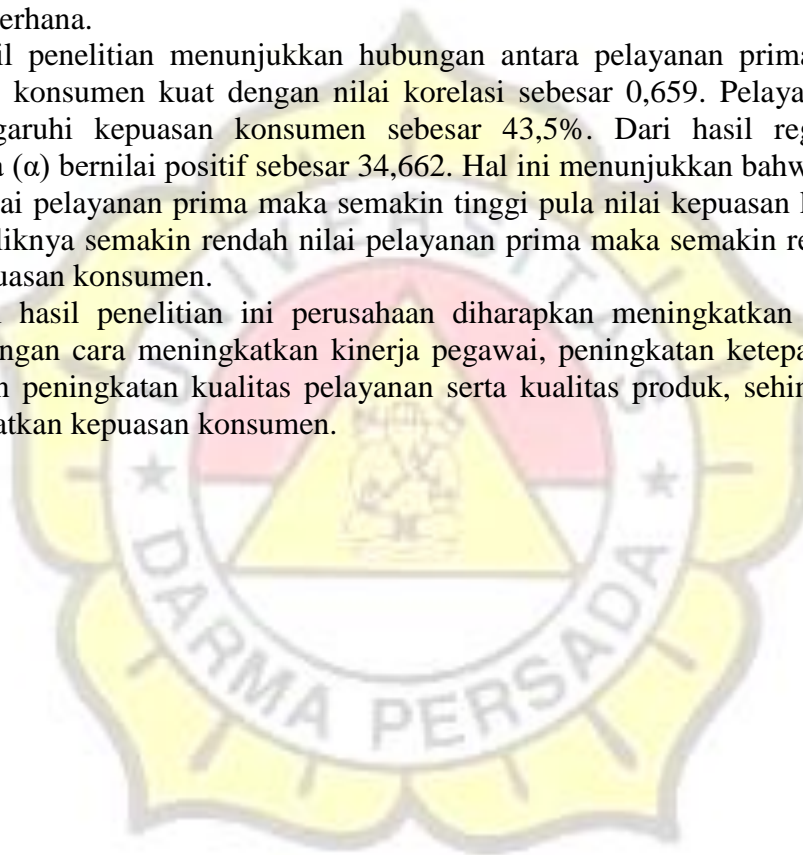 erhana.
il penelitian menunjukkan hubungan antara pelayanan prima
konsumen kuat dengan nilai korelasi sebesar 0,659. Pelaya
garuhi kepuasan konsumen sebesar 43,5%. Dari hasil reg
a (α) bernilai positif sebesar 34,662. Hal ini menunjukkan bahw
ai pelayanan prima maka semakin tinggi pula nilai kepuasan
liknya semakin rendah nilai pelayanan prima maka semakin re
uasan konsumen.
hasil penelitian ini perusahaan diharapkan meningkatkan
ngan cara meningkatkan kinerja pegawai, peningkatan ketepa
n peningkatan kualitas pelayanan serta kualitas produk, sehin
atkan kepuasan konsumen.
UNIVERSITAS
DARMA PERSADA